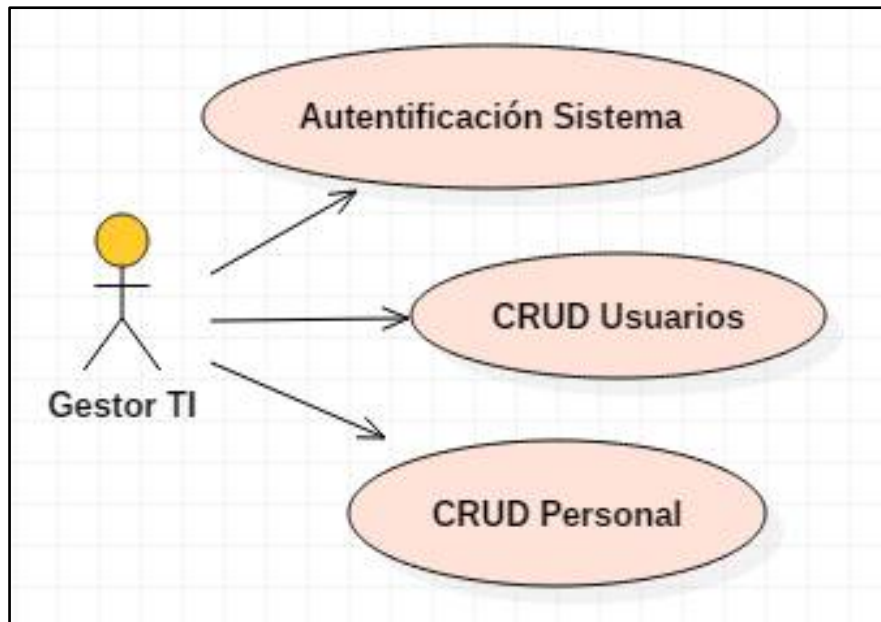 Autentificación Sistema
CRUD Usuarios
Gestor TI
CRUD Personal